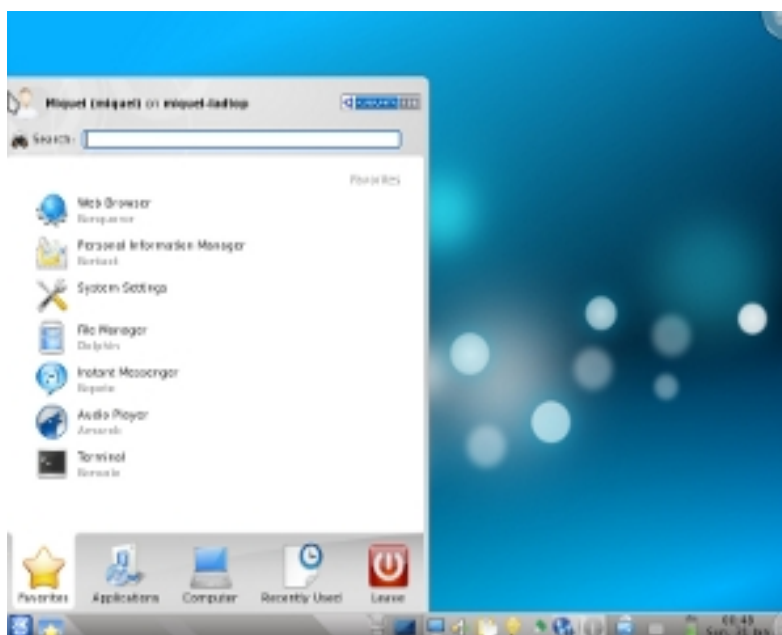 Miquel (miquel) on miquel-ladtop
Search:
Favorites
Web Browser
Konqueror
Personal Information Manager
Kontact
System Settings
File Manager
Dolphin
Instant Messenger
Kopete
Audio Player
Amarok
Terminal
Konsole
Favorites Applications Computer Recently Used Leave